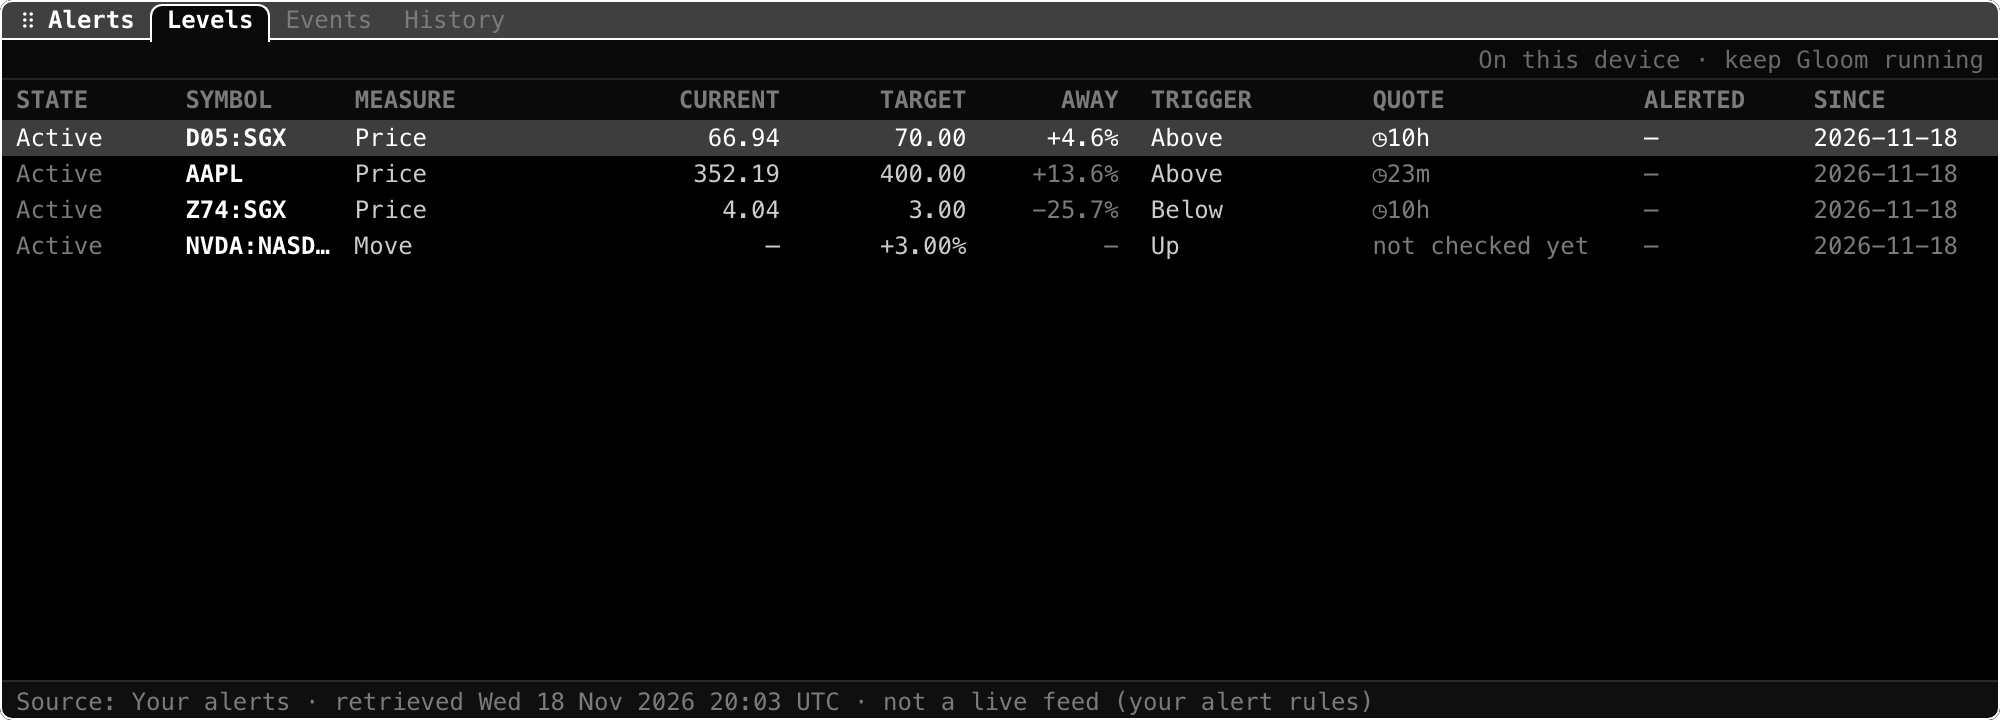 ⠿ Alerts Levels Events History
On this device · keep Gloom running
STATE SYMBOL MEASURE CURRENT TARGET AWAY TRIGGER QUOTE ALERTED SINCE
Active D05:SGX Price 66.94 70.00 +4.6% Above ◷10h — 2026-11-18
Active AAPL Price 352.19 400.00 +13.6% Above ◷23m — 2026-11-18
Active Z74:SGX Price 4.04 3.00 −25.7% Below ◷10h — 2026-11-18
Active NVDA:NASD… Move — +3.00% — Up not checked yet — 2026-11-18
Source: Your alerts · retrieved Wed 18 Nov 2026 20:03 UTC · not a live feed (your alert rules)